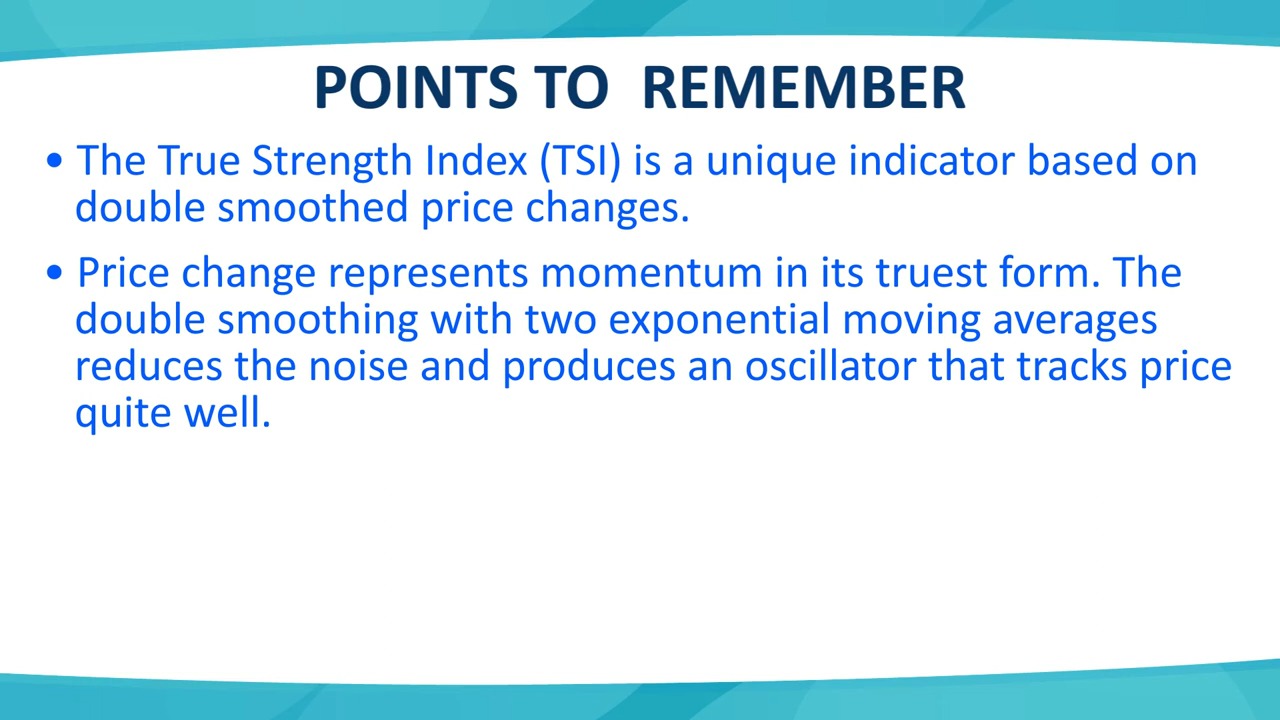 POINTS TO  REMEMBER
• The True Strength Index (TSI) is a unique indicator based on
double smoothed price changes.
• Price change represents momentum in its truest form. The
double smoothing with two exponential moving averages
reduces the noise and produces an oscillator that tracks price
quite well.